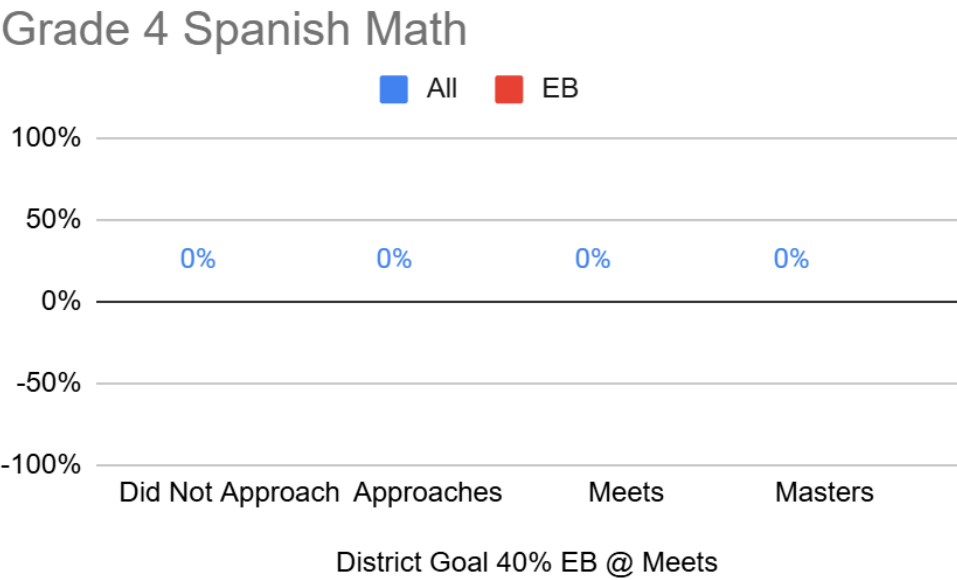 Grade 4 Spanish Math
All EB
100%
50%
0% 0% 0% 0%
0%
-50%
-100%
Did Not Approach Approaches Meets Masters
District Goal 40% EB @ Meets